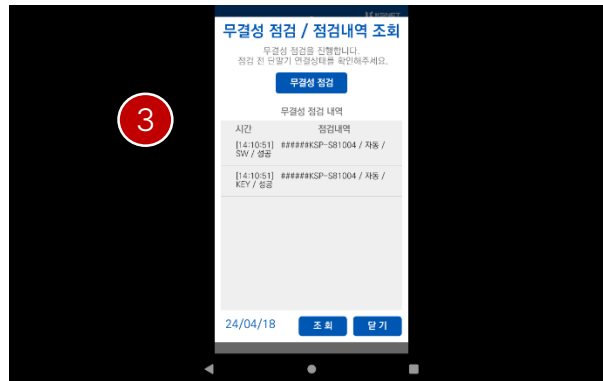 무결성 점검 / 점검내역 조회
무결성 점검을 진행합니다.
점검 전 단말기 연결상태를 확인해주세요.
무결성 점검
3
무결성 점검 내역
시간 점검내역
[14:10:51] ######KSP-S81004 / 자동 /
SW / 성공
[14:10:51] ######KSP-S81004 / 자동 /
KEY / 성공
24/04/18 조 회 닫 기